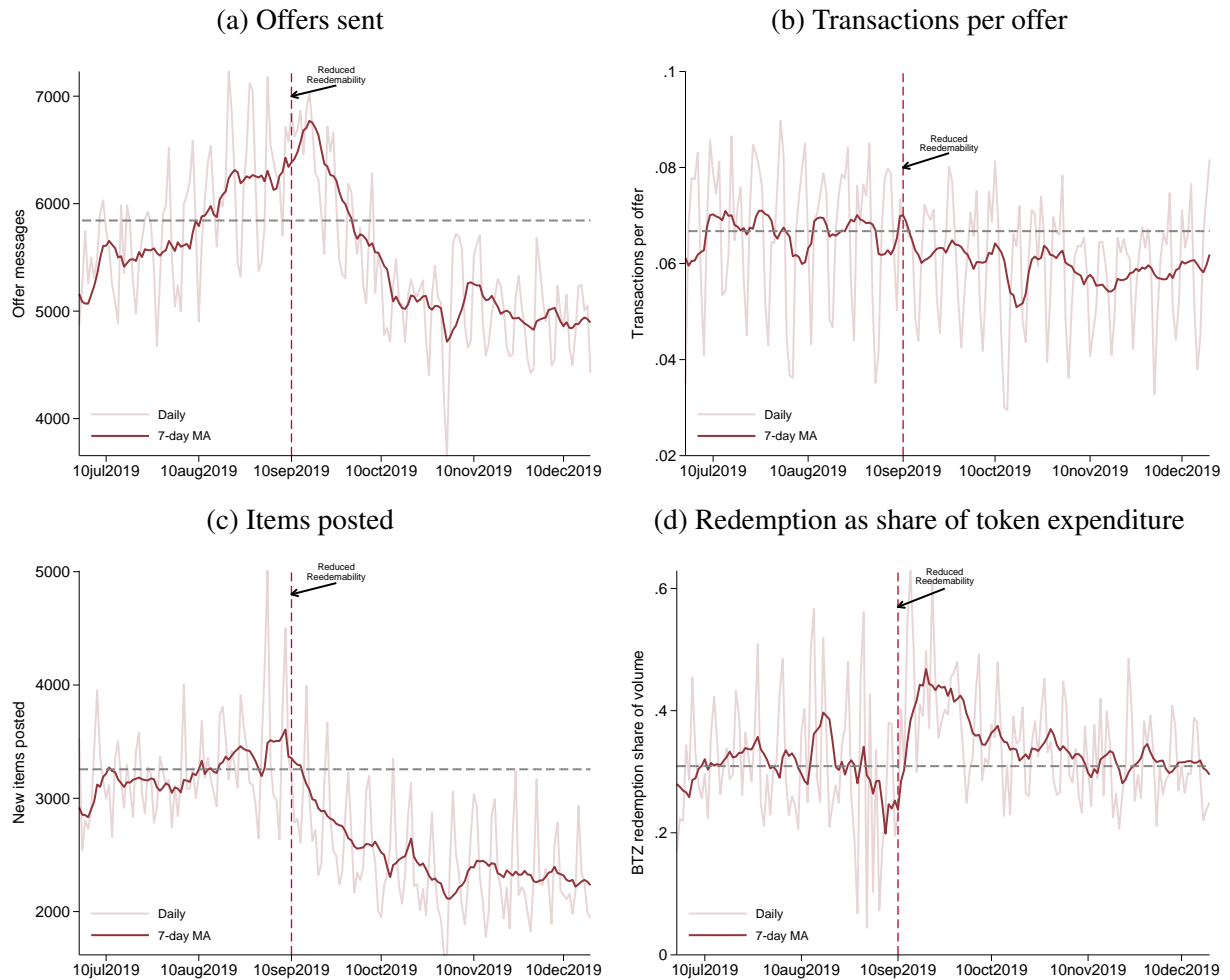 (a) Offers sent
Offer messages
7000
6000
5000
4000
Reduced
Reedemability
Daily
7-day MA
10jul2019 10aug2019 10sep2019 10oct2019 10nov2019 10dec2019
(b) Transactions per offer
Transactions per offer
.1
.08
.06
.04
.02
Reduced
Reedemability
Daily
7-day MA
10jul2019 10aug2019 10sep2019 10oct2019 10nov2019 10dec2019
(c) Items posted
New items posted
5000
4000
3000
2000
Reduced
Reedemability
Daily
7-day MA
10jul2019 10aug2019 10sep2019 10oct2019 10nov2019 10dec2019
(d) Redemption as share of token expenditure
BTZ redemption share of volume
.6
.4
.2
0
Reduced
Reedemability
Daily
7-day MA
10jul2019 10aug2019 10sep2019 10oct2019 10nov2019 10dec2019